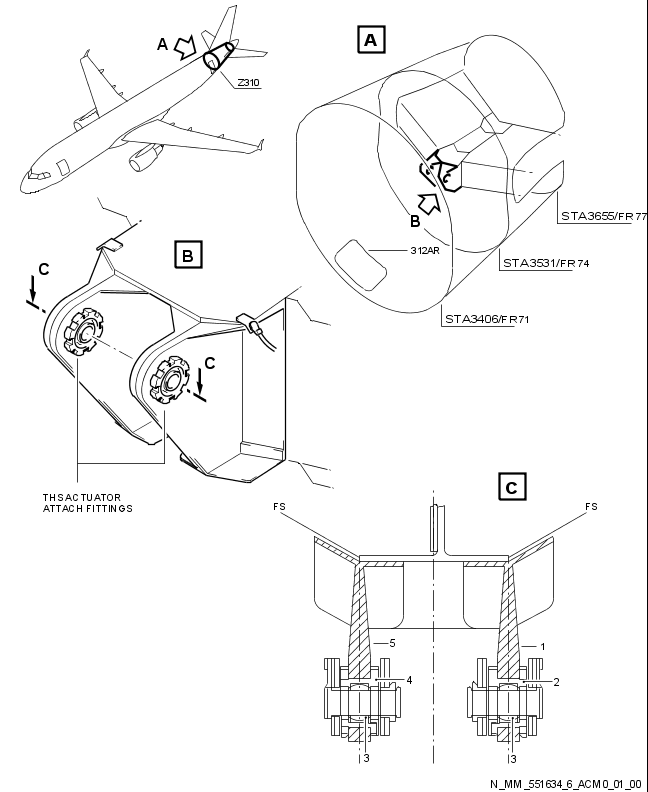 A
Z310
A
B
312AR
STA3655/FR77
STA3531/FR74
STA3406/FR71
B
C
C
THS ACTUATOR
ATTACH FITTINGS
C
FS
FS
5
1
4
2
3
3
N_MM_551634_6_ACM0_01_00